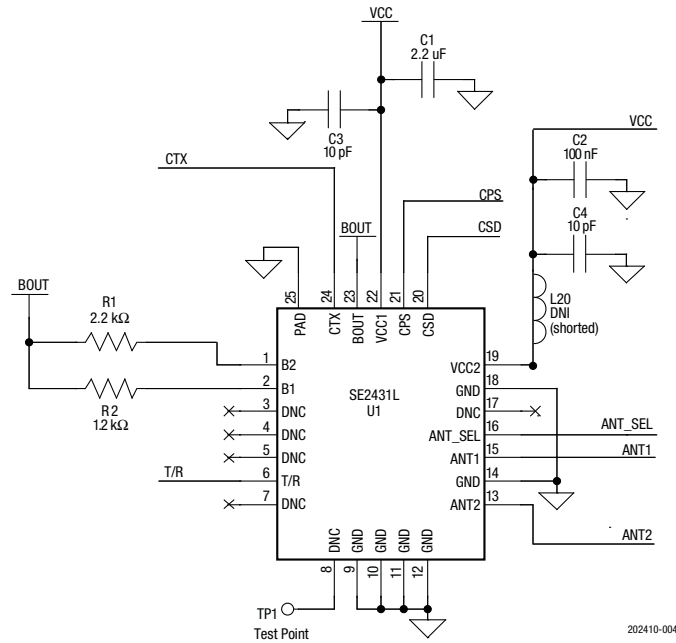 VCC
C1
2.2 uF
C3
10 pF
VCC
C2
100 nF
CTX
CPS
BOUT
CSD
C4
10 pF
BOUT
R1
2.2 kΩ
25
24
23
22
21
20
PAD
CTX
BOUT
VCC1
CPS
CSD
L20
DNI
(shorted)
1 B2
2 B1
3 DNC
4 DNC
5 DNC
6 T/R
7 DNC
R2
1.2 kΩ
T/R
SE2431L
U1
VCC2 19
GND 18
DNC 17
ANT_SEL 16
ANT1 15
GND 14
ANT2 13
ANT_SEL
ANT1
ANT2
DNC
GND
GND
GND
GND
8
9
10
11
12
TP1
Test Point
202410-004